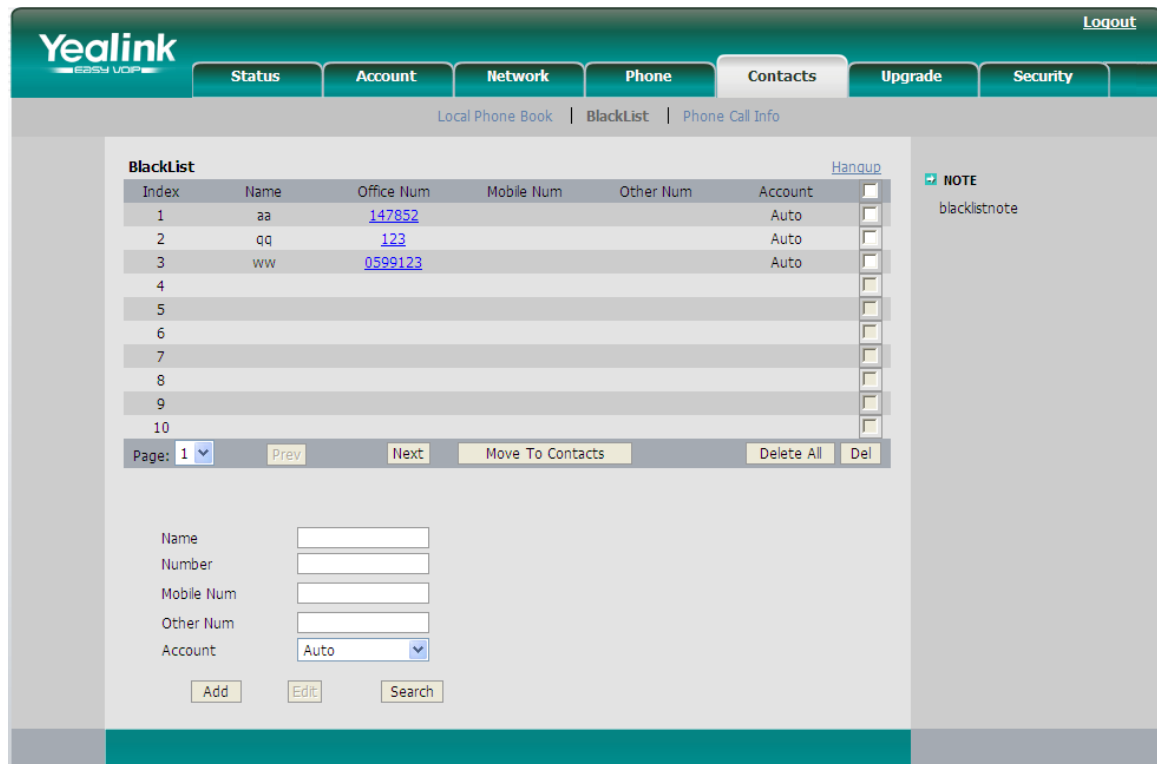 Logout
Yealink
EASY VOIP
Status Account Network Phone Contacts Upgrade Security
Local Phone Book | BlackList | Phone Call Info
BlackList Hangup
Index Name Office Num Mobile Num Other Num Account
1 aa 147852 Auto
2 qq 123 Auto
3 ww 0599123 Auto
4
5
6
7
8
9
10
Page: 1 Prev Next Move To Contacts Delete All Del
NOTE
blacklistnote
Name
Number
Mobile Num
Other Num
Account Auto
Add Edit Search